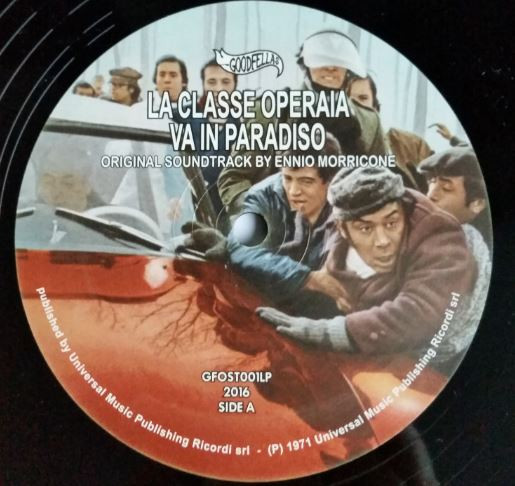 GOODFELLAS
LA CLASSE OPERAIA
VA IN PARADISO
ORIGINAL SOUNDTRACK BY ENNIO MORRICONE
GFOST001LP
2016
SIDE A
published by Universal Music Publishing Ricordi srl - (P) 1971 Universal Music Publishing Ricordi srl